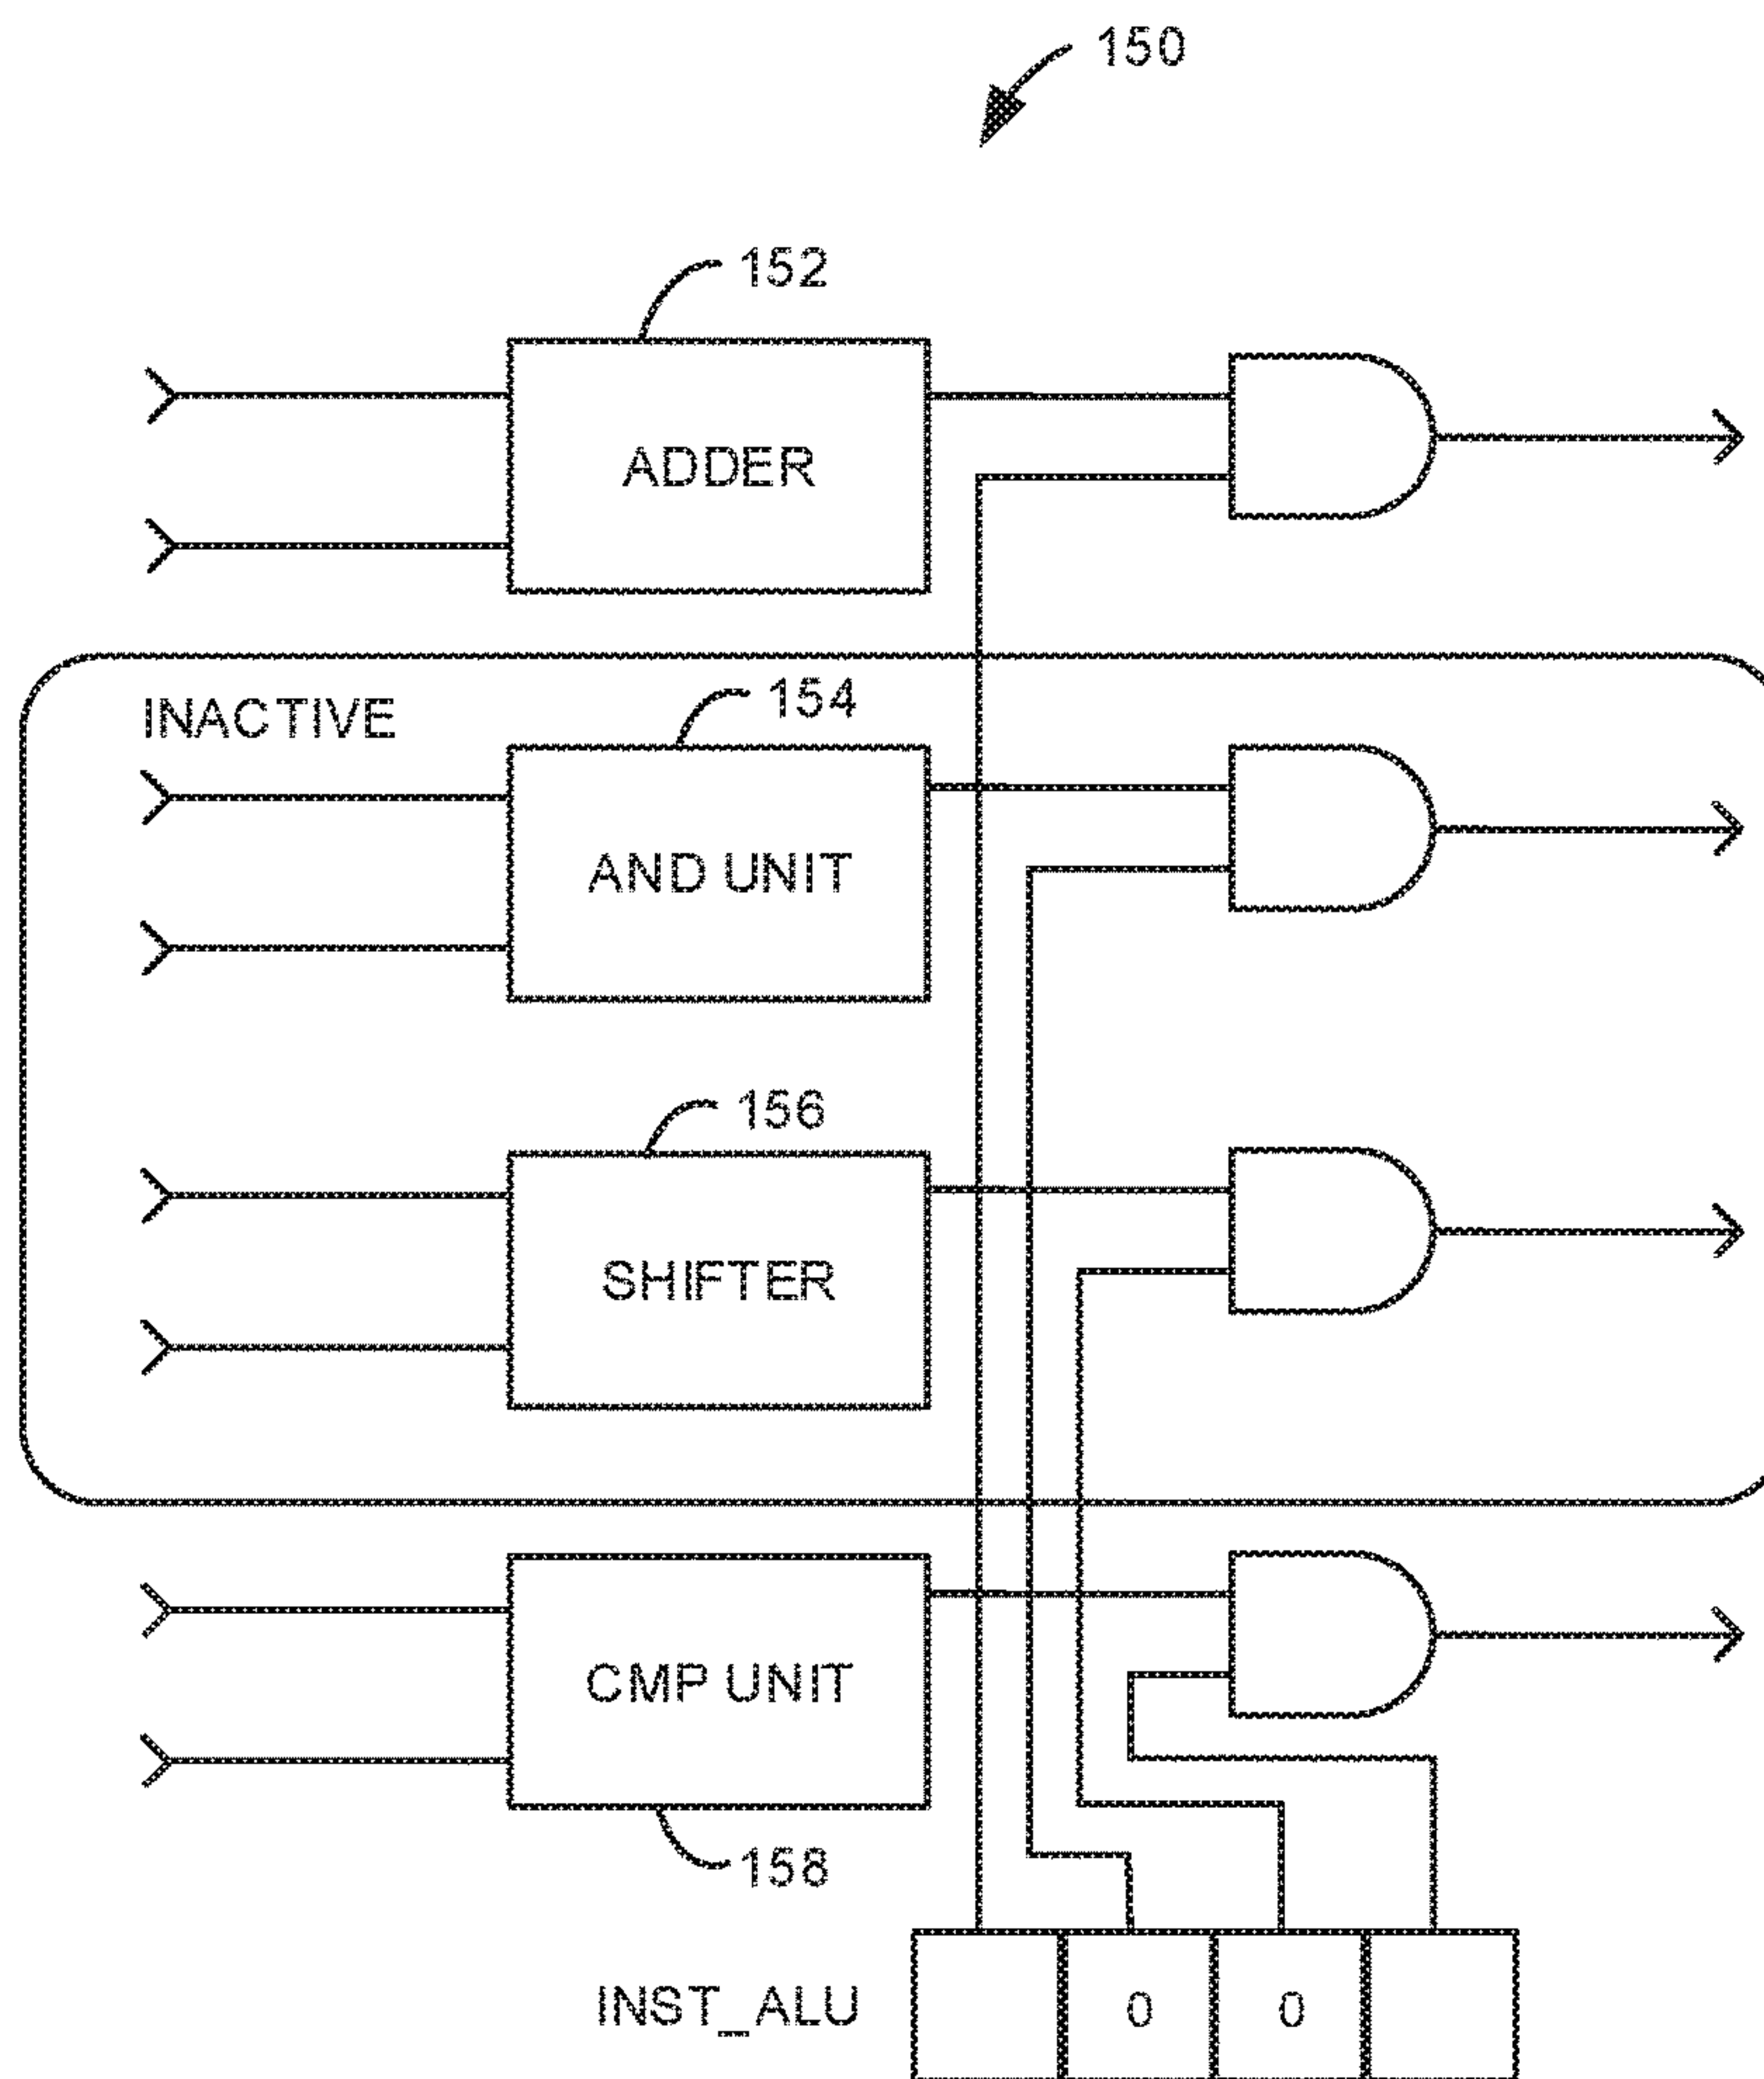 150
152
ADDER
INACTIVE
154
AND UNIT
156
SHIFTER
CMP UNIT
158
INST_ALU 0 0